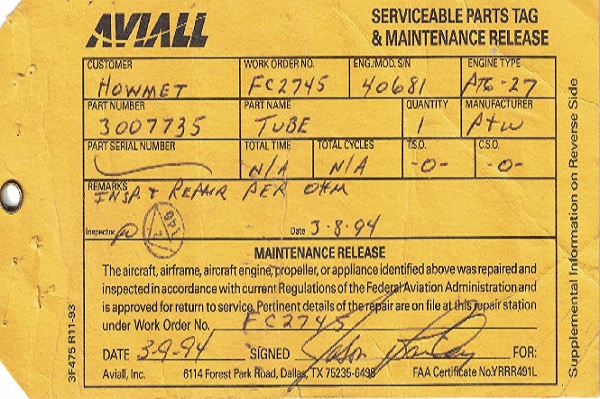 AVIALL
SERVICEABLE PARTS TAG
& MAINTENANCE RELEASE
CUSTOMER WORK ORDER NO. ENG./MOD. S/N ENGINE TYPE
HOWMET FC2745 40681 PT6-27
PART NUMBER PART NAME QUANTITY MANUFACTURER
3007735 TUBE 1 P+W
PART SERIAL NUMBER TOTAL TIME TOTAL CYCLES T.S.O. C.S.O.
N/A N/A -0- -0-
REMARKS
INSP & REPAIR PER OHM
Inspector Date 3-8-94
MAINTENANCE RELEASE
The aircraft, airframe, aircraft engine, propeller, or appliance identified above was repaired and
inspected in accordance with current Regulations of the Federal Aviation Administration and
is approved for return to service. Pertinent details of the repair are on file at this repair station
under Work Order No. FC2745
DATE 3-9-94 SIGNED FOR:
Aviall, Inc. 6114 Forest Park Road, Dallas, TX 75235-6498 FAA Certificate No.YRRR491L
3F475 R11-93
Supplemental Information on Reverse Side